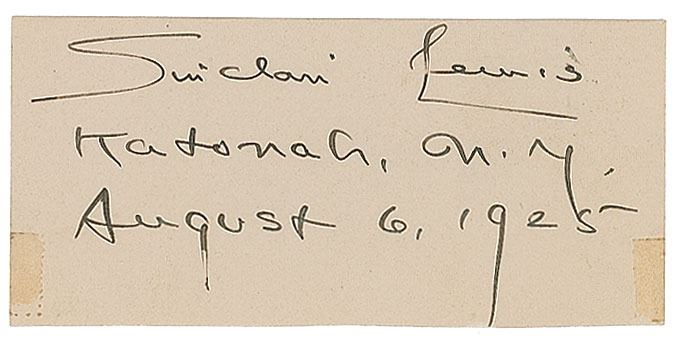 Sinclair Lewis
Katonah, N.Y.
August 6, 1925